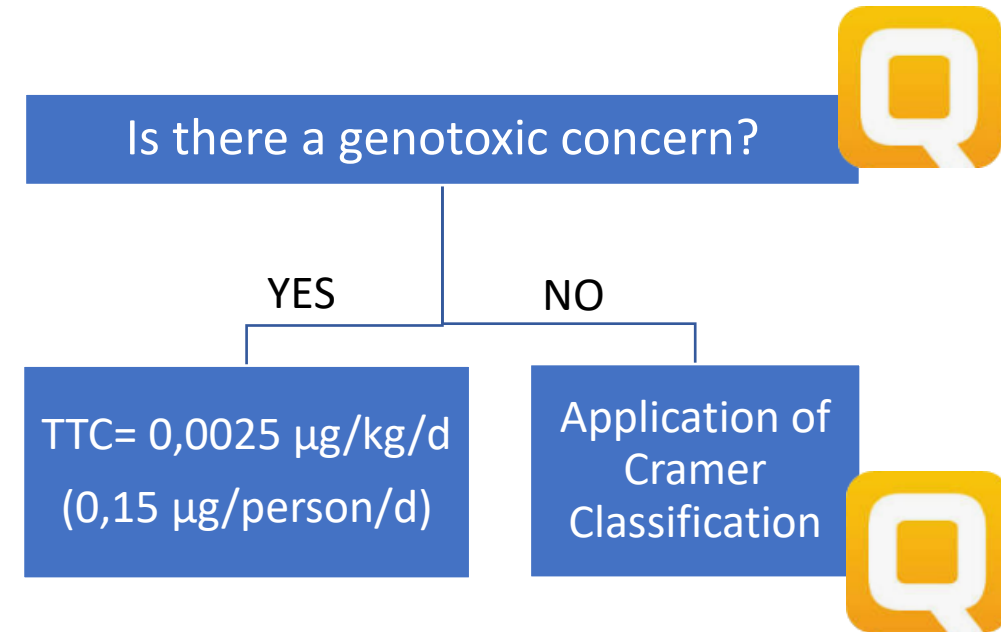 Is there a genotoxic concern?
YES
NO
TTC= 0,0025 µg/kg/d
(0,15 µg/person/d)
Application of
Cramer
Classification